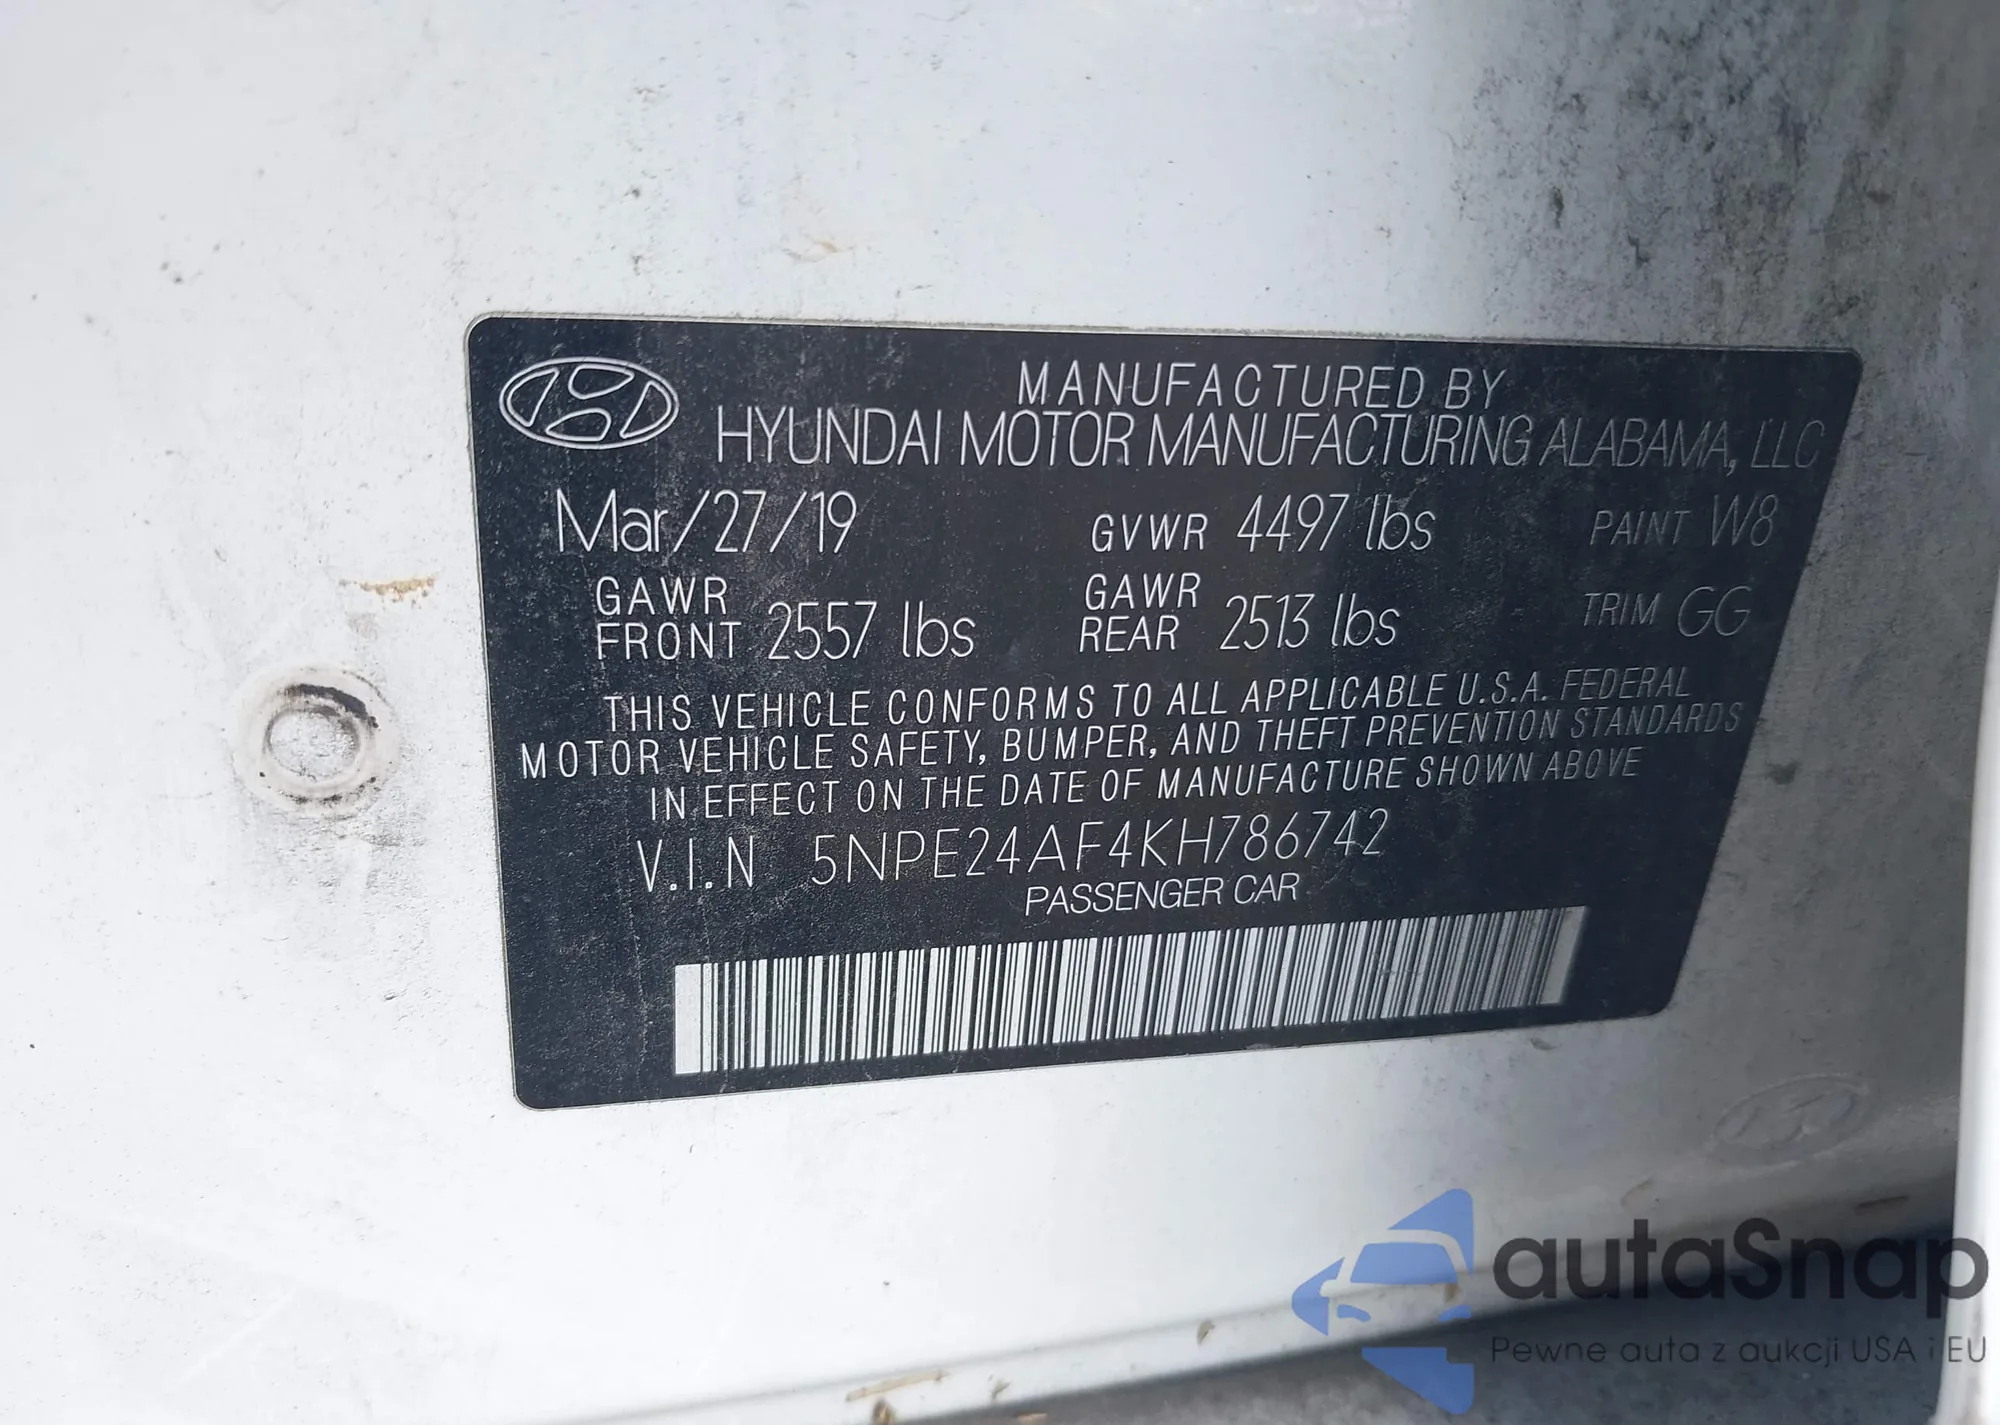 MANUFACTURED BY
HYUNDAI MOTOR MANUFACTURING ALABAMA, LLC
Mar/27/19 GVWR 4497 lbs PAINT W8
GAWR FRONT 2557 lbs GAWR REAR 2513 lbs TRIM GG
THIS VEHICLE CONFORMS TO ALL APPLICABLE U.S.A. FEDERAL
MOTOR VEHICLE SAFETY, BUMPER, AND THEFT PREVENTION STANDARDS
IN EFFECT ON THE DATE OF MANUFACTURE SHOWN ABOVE
V.I.N 5NPE24AF4KH786742
PASSENGER CAR
autaSnap
Pewne auta z aukcji USA i EU